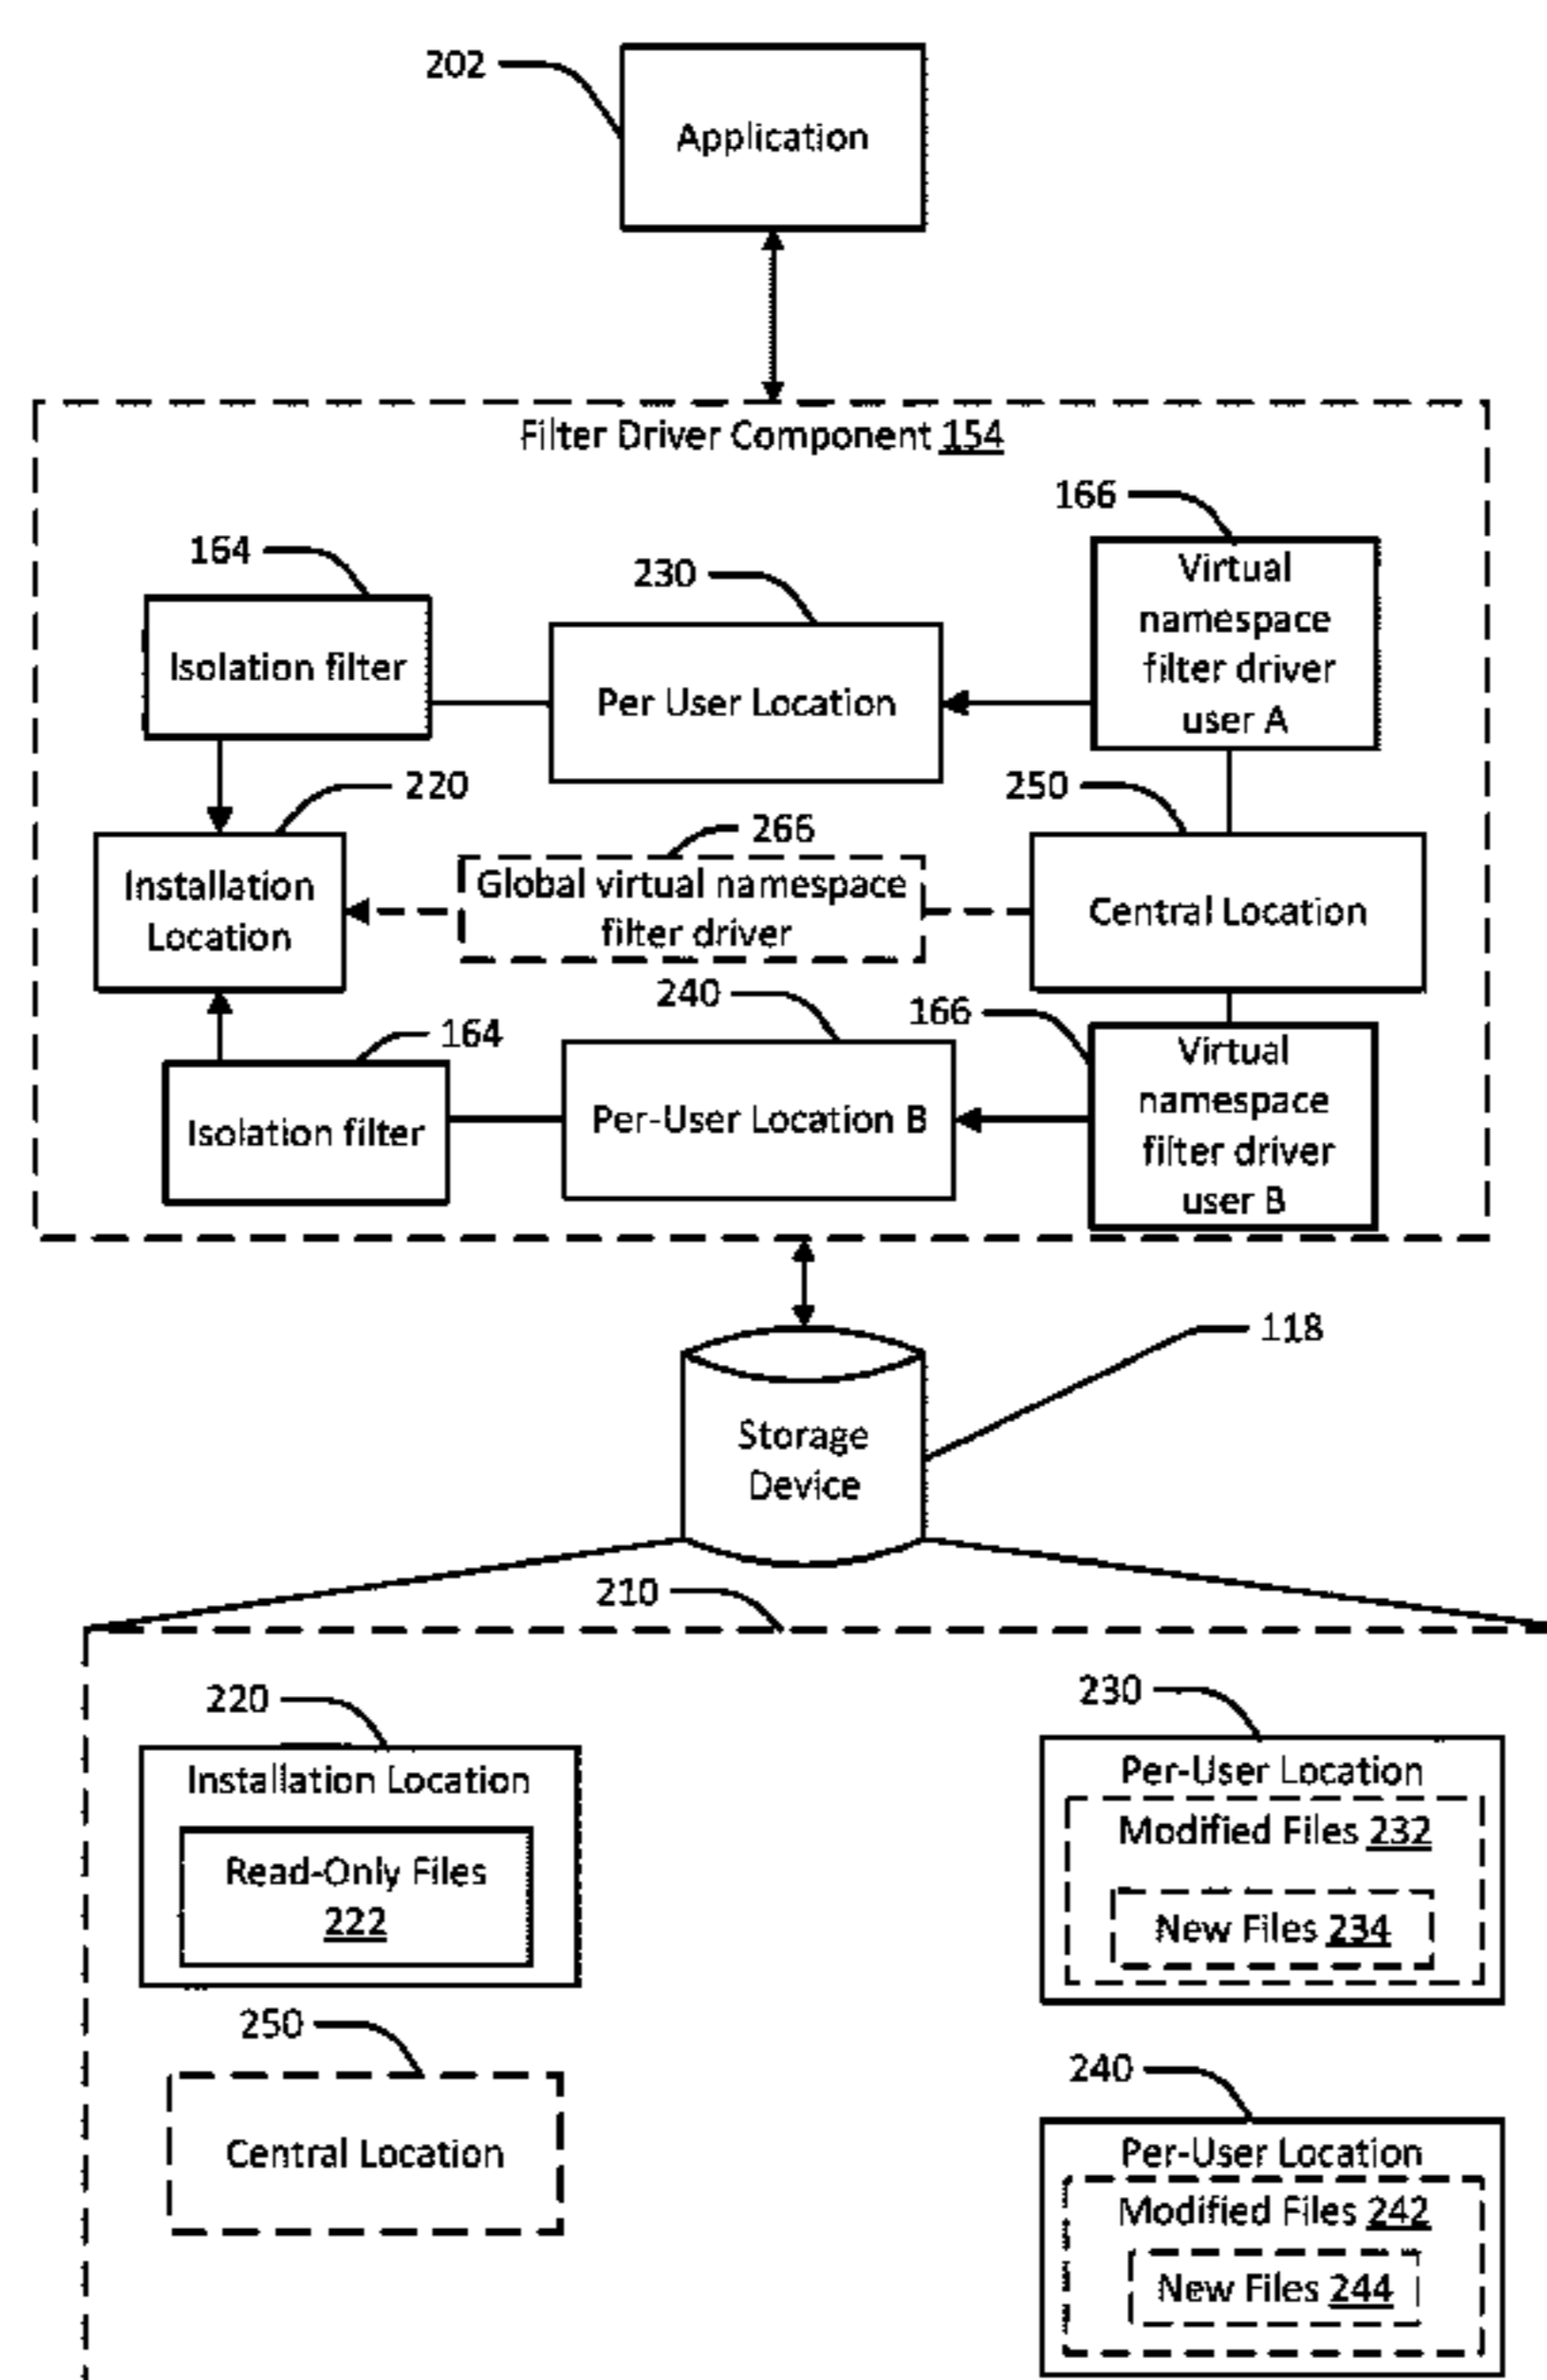 202
Application
Filter Driver Component 154
166
164
230
Virtual
namespace
filter driver
user A
Isolation filter
Per User Location
220
250
266
Installation
Location
Global virtual namespace
filter driver
Central Location
240
166
164
Virtual
namespace
filter driver
user B
Isolation filter
Per-User Location B
118
Storage
Device
210
220
230
Installation Location
Per-User Location
Modified Files 232
Read-Only Files
222
New Files 234
250
240
Central Location
Per-User Location
Modified Files 242
New Files 244